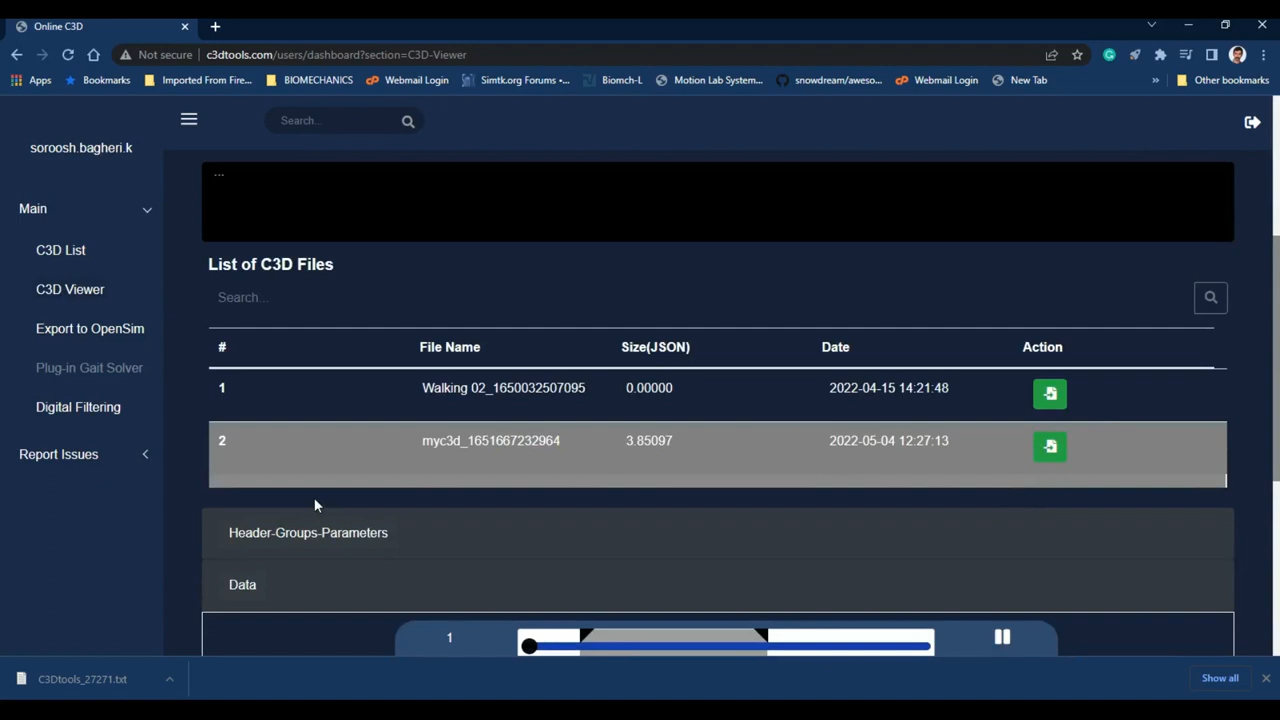 Online C3D
Not secure c3dtools.com/users/dashboard?section=C3D-Viewer
Apps Bookmarks Imported From Fire... BIOMECHANICS Webmail Login Simtk.org Forums •... Biomch-L Motion Lab System... snowdream/aweso... Webmail Login New Tab » Other bookmarks
Search...
soroosh.bagheri.k
...
Main
C3D List
C3D Viewer
Export to OpenSim
Plug-in Gait Solver
Digital Filtering
Report Issues
List of C3D Files
Search...
# File Name Size(JSON) Date Action
1 Walking 02_1650032507095 0.00000 2022-04-15 14:21:48
2 myc3d_1651667232964 3.85097 2022-05-04 12:27:13
Header-Groups-Parameters
Data
1
C3Dtools_27271.txt
Show all